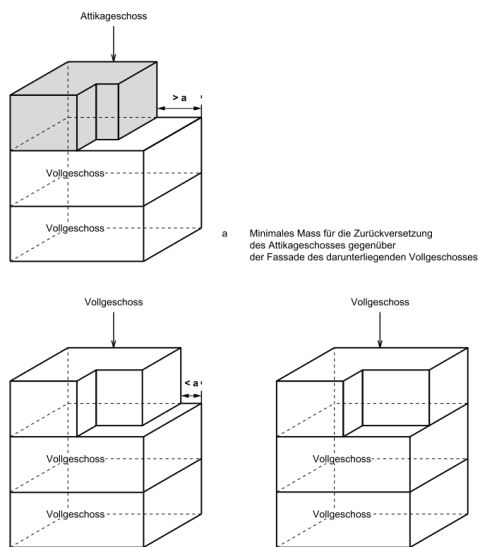 Attikageschoss
> a
Vollgeschoss
Vollgeschoss
a Minimales Mass für die Zurückversetzung
des Attikageschosses gegenüber
der Fassade des darunterliegenden Vollgeschosses
Vollgeschoss
Vollgeschoss
< a
Vollgeschoss
Vollgeschoss
Vollgeschoss
Vollgeschoss